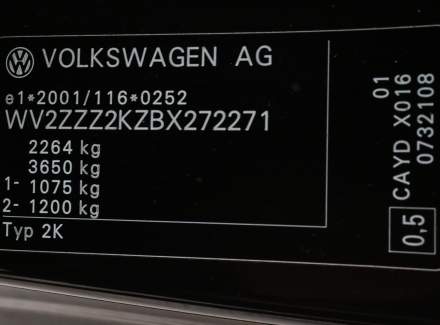 VOLKSWAGEN AG
e1*2001/116*0252
WV2ZZZ2KZBX272271
2264 kg
3650 kg
1- 1075 kg
2- 1200 kg
Typ 2K
01
CAYD X016
0732108
0,5